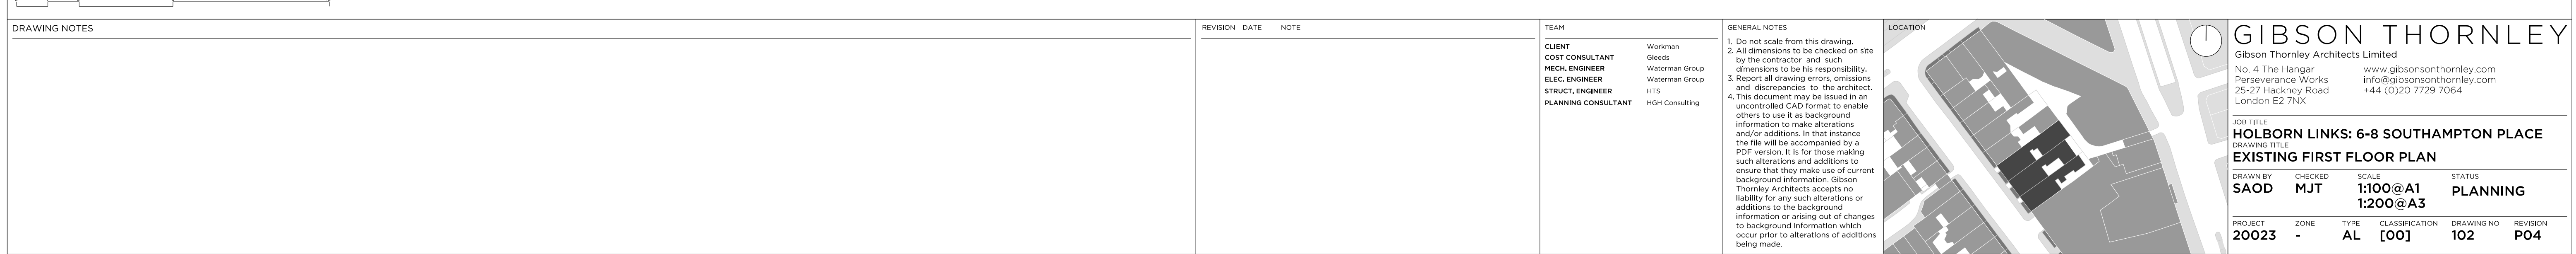 DRAWING NOTES
REVISION DATE NOTE
TEAM
CLIENT Workman
COST CONSULTANT Gleeds
MECH. ENGINEER Waterman Group
ELEC. ENGINEER Waterman Group
STRUCT. ENGINEER HTS
PLANNING CONSULTANT HGH Consulting
GENERAL NOTES
1. Do not scale from this drawing.
2. All dimensions to be checked on site
by the contractor and such
dimensions to be his responsibility.
3. Report all drawing errors, omissions
and discrepancies to the architect.
4. This document may be issued in an
uncontrolled CAD format to enable
others to use it as background
information to make alterations
and/or additions. In that instance
the file will be accompanied by a
PDF version. It is for those making
such alterations and additions to
ensure that they make use of current
background information. Gibson
Thornley Architects accepts no
liability for any such alterations or
additions to the background
information or arising out of changes
to background information which
occur prior to alterations of additions
being made.
LOCATION
GIBSON THORNLEY
Gibson Thornley Architects Limited
No. 4 The Hangar www.gibsonsonthornley.com
Perseverance Works info@gibsonsonthornley.com
25-27 Hackney Road +44 (0)20 7729 7064
London E2 7NX
JOB TITLE
HOLBORN LINKS: 6-8 SOUTHAMPTON PLACE
DRAWING TITLE
EXISTING FIRST FLOOR PLAN
DRAWN BY CHECKED SCALE STATUS
SAOD MJT 1:100@A1 PLANNING
1:200@A3
PROJECT ZONE TYPE CLASSIFICATION DRAWING NO REVISION
20023 - AL [00] 102 P04